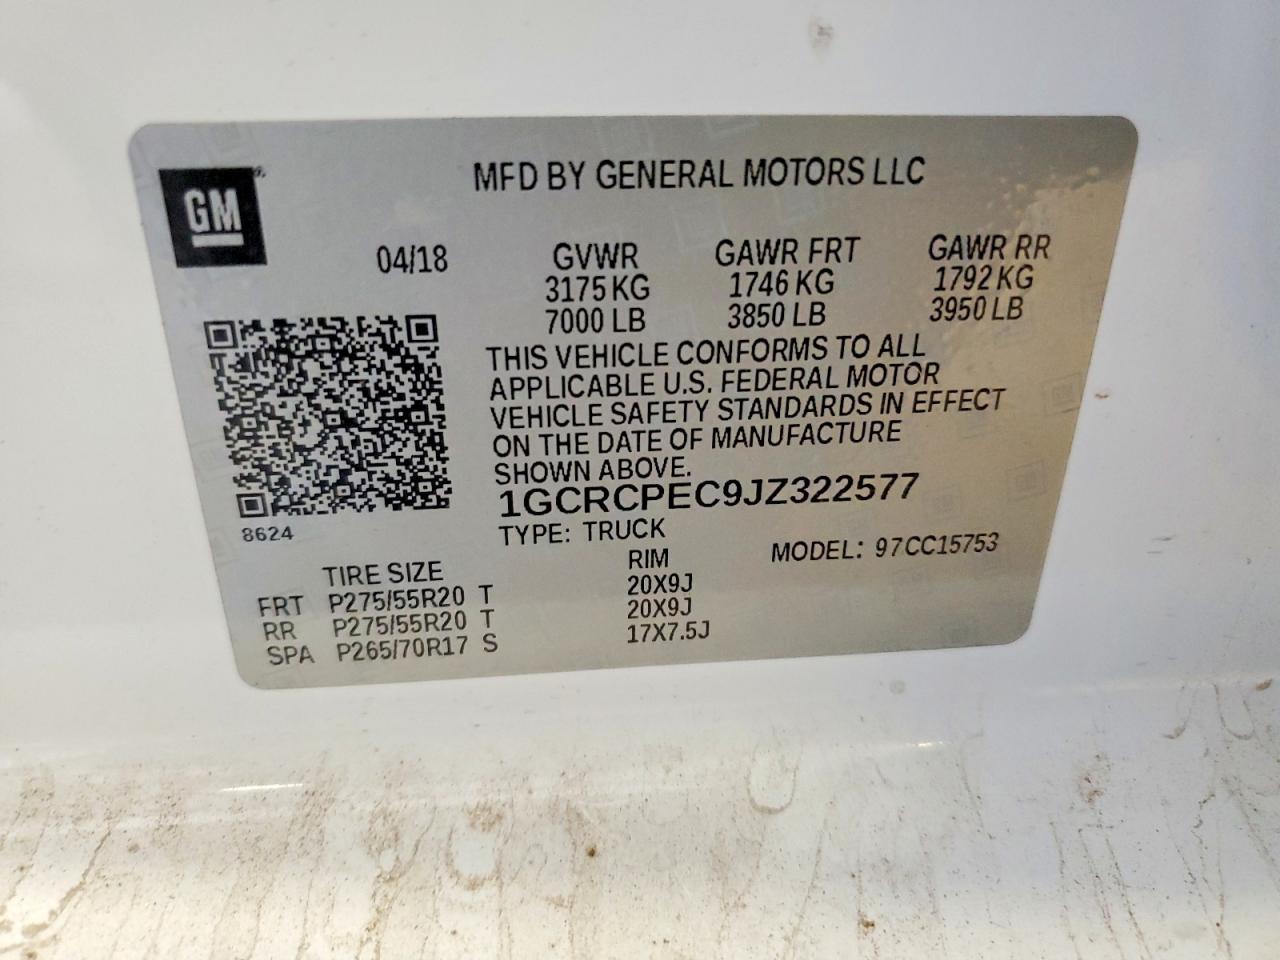 GM
MFD BY GENERAL MOTORS LLC
04/18 GVWR GAWR FRT GAWR RR
3175 KG 1746 KG 1792 KG
7000 LB 3850 LB 3950 LB
THIS VEHICLE CONFORMS TO ALL
APPLICABLE U.S. FEDERAL MOTOR
VEHICLE SAFETY STANDARDS IN EFFECT
ON THE DATE OF MANUFACTURE
SHOWN ABOVE.
1GCRCPEC9JZ322577
8624
TYPE: TRUCK MODEL: 97CC15753
TIRE SIZE RIM
FRT P275/55R20 T 20X9J
RR P275/55R20 T 20X9J
SPA P265/70R17 S 17X7.5J